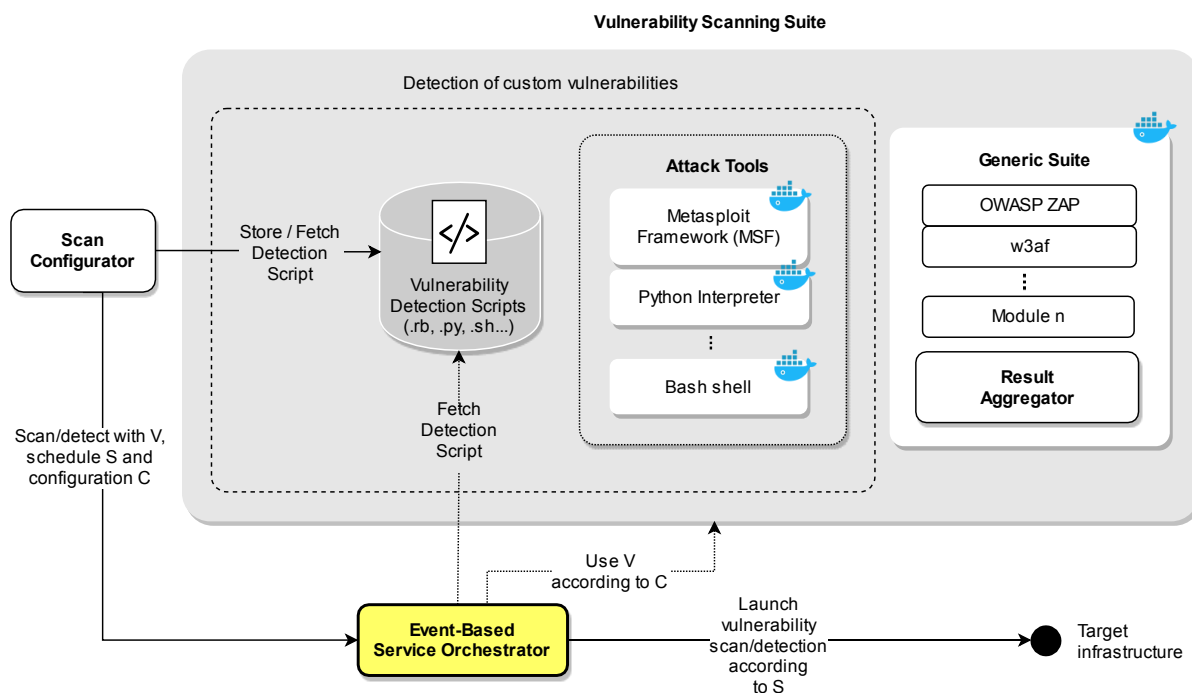 Vulnerability Scanning Suite
Detection of custom vulnerabilities
Attack Tools
Metasploit
Framework (MSF)
Python Interpreter
⋮
Bash shell
Generic Suite
OWASP ZAP
w3af
⋮
Module n
Result
Aggregator
Scan
Configurator
Store / Fetch
Detection
Script
</>
Vulnerability
Detection Scripts
(.rb, .py, .sh...)
Fetch
Detection
Script
Scan/detect with V,
schedule S and
configuration C
Use V
according to C
Event-Based
Service Orchestrator
Launch
vulnerability
scan/detection
according
to S
Target
infrastructure